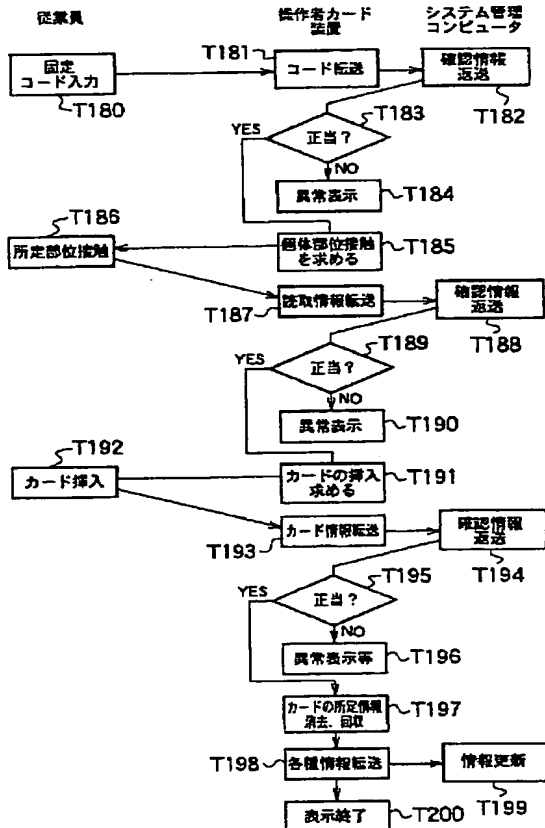 従業員
操作者カード
装置
システム管理
コンピュータ
固定
コード入力
T180
T181
コード転送
確認情報
返送
T182
T183
YES
正当？
NO
異常表示
T184
T186
所定部位接触
個体部位接触
を求める
T185
T187
読取情報転送
確認情報
返送
T188
T189
YES
正当？
NO
異常表示
T190
T192
カード挿入
カードの挿入
求める
T191
T193
カード情報転送
確認情報
返送
T194
T195
YES
正当？
NO
異常表示等
T196
カードの所定情報
消去、回収
T197
T198
各種情報転送
情報更新
T199
表示終了
T200